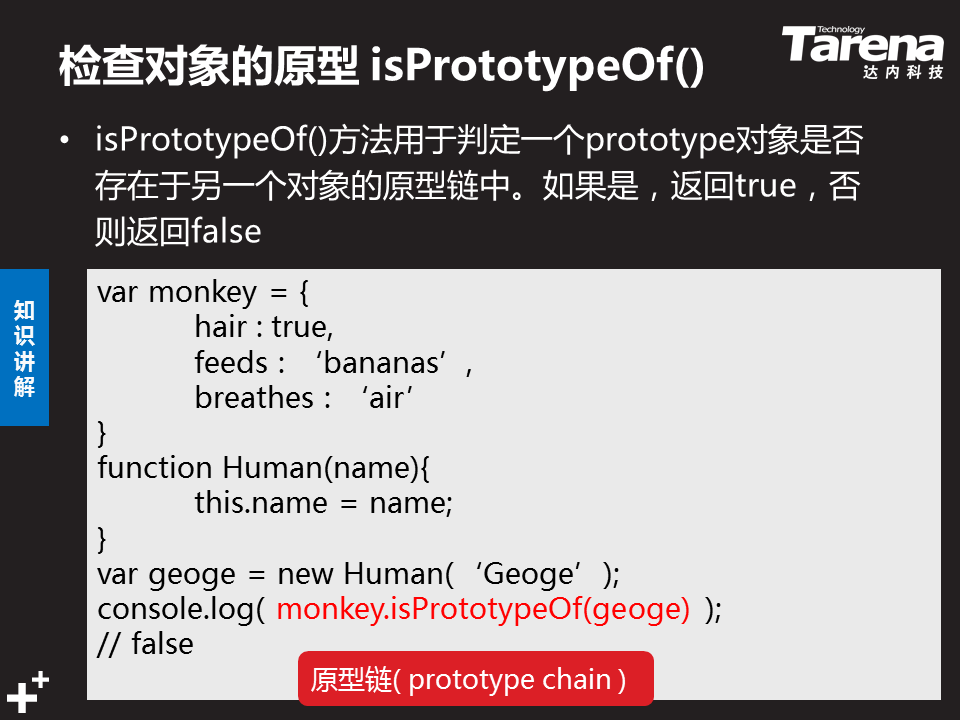 检查对象的原型 isPrototypeOf()
Technology
Tarena
达内科技
• isPrototypeOf()方法用于判定一个prototype对象是否
存在于另一个对象的原型链中。如果是，返回true，否
则返回false
知
识
讲
解
var monkey = {
hair : true,
feeds : ‘bananas’,
breathes : ‘air’
}
function Human(name){
this.name = name;
}
var geoge = new Human( ‘Geoge’);
console.log( monkey.isPrototypeOf(geoge) );
// false
原型链( prototype chain )